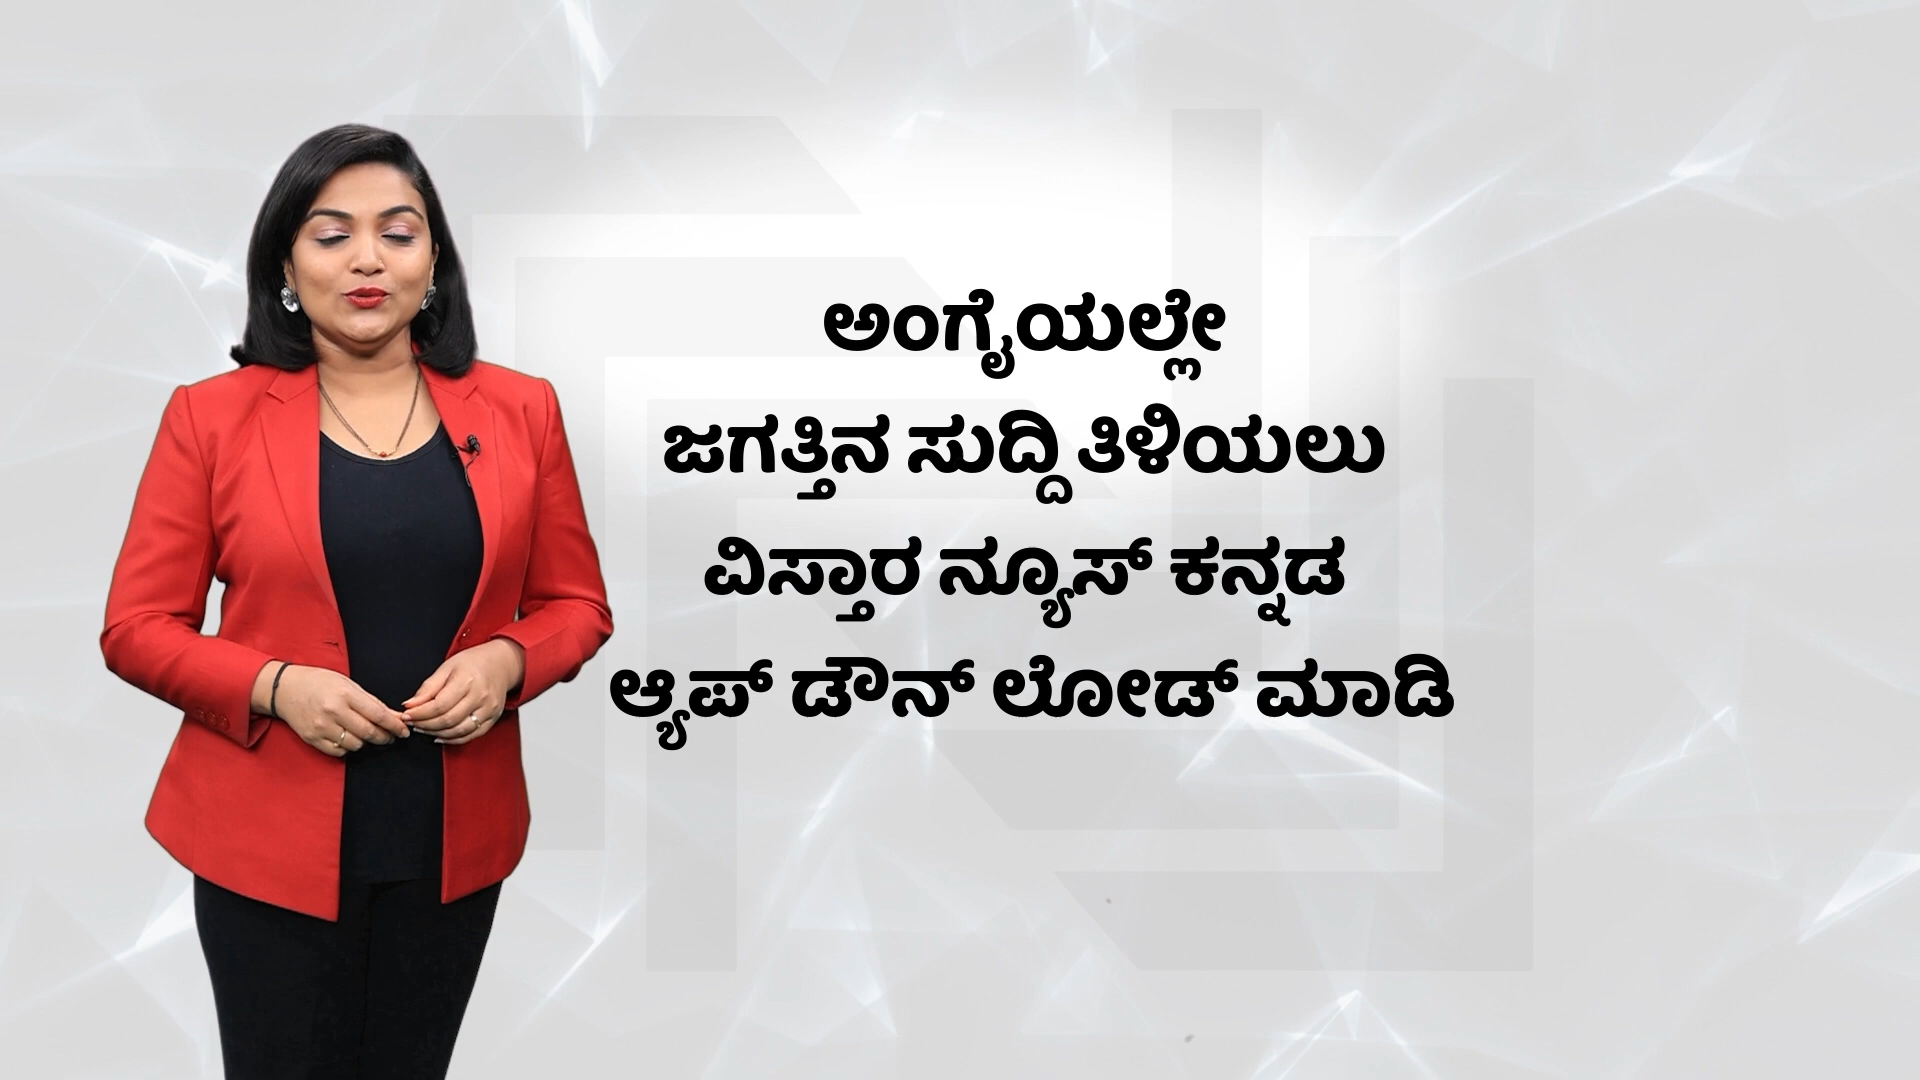 ಅಂಗೈಯಲ್ಲೇ
ಜಗತ್ತಿನ ಸುದ್ದಿ ತಿಳಿಯಲು
ವಿಸ್ತಾರ ನ್ಯೂಸ್ ಕನ್ನಡ
ಆ್ಯಪ್ ಡೌನ್ ಲೋಡ್ ಮಾಡಿ